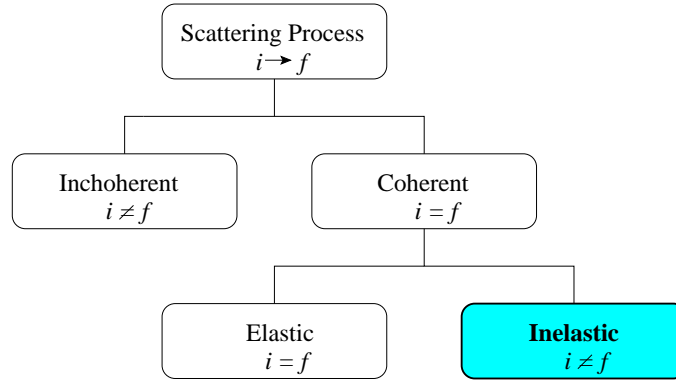 Scattering Process
i → f
Inchoherent
i ≠ f
Coherent
i = f
Elastic
i = f
Inelastic
i ≠ f